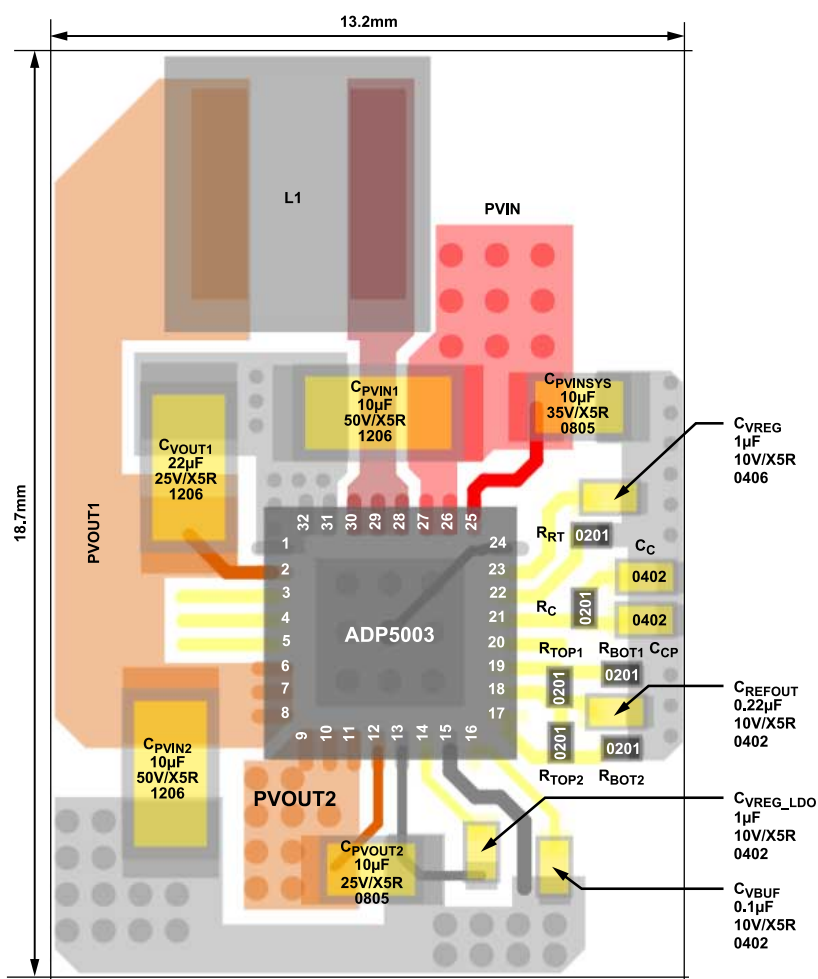 13.2mm
18.7mm
L1
PVIN
PVOUT1
CPVIN1
10µF
50V/X5R
1206
CPVINSYS
10µF
35V/X5R
0805
CVOUT1
22µF
25V/X5R
1206
CVREG
1µF
10V/X5R
0406
32 31 30 29 28 27 26 25
1
2
3
4
5
6
7
8
24
23
22
21
20
19
18
17
ADP5003
9 10 11 12 13 14 15 16
RRT
0201
CC
0402
RC
0201
0402
CCP
RTOP1
0201
RBOT1
0201
CREFOUT
0.22µF
10V/X5R
0402
0201
RTOP2
0201
RBOT2
CPVIN2
10µF
50V/X5R
1206
PVOUT2
CPVOUT2
10µF
25V/X5R
0805
CVREG_LDO
1µF
10V/X5R
0402
CVBUF
0.1µF
10V/X5R
0402